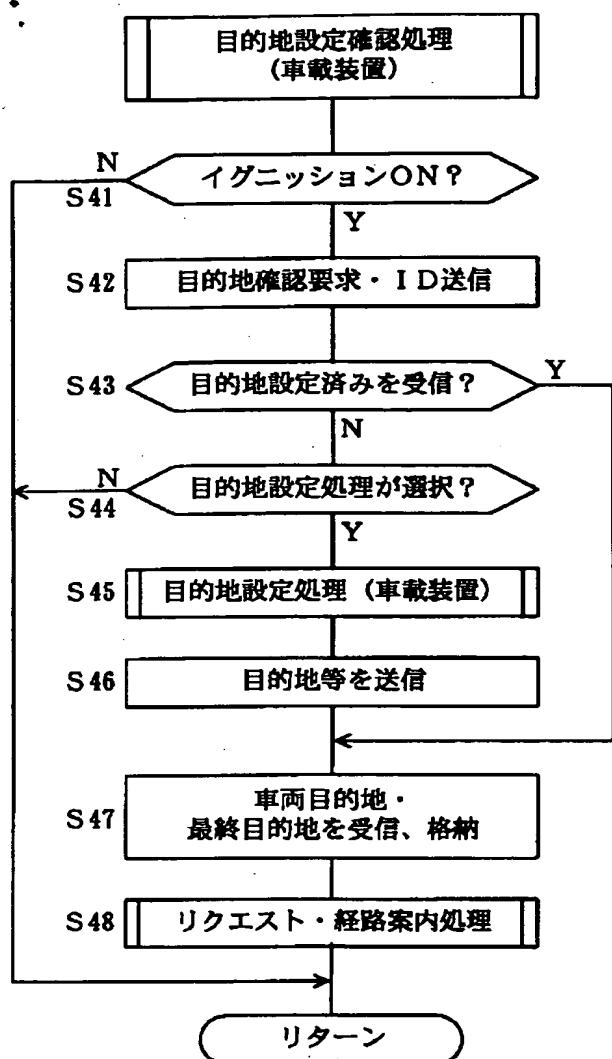 目的地設定確認処理
(車載装置)
N
イグニッションON?
S41
Y
S42
目的地確認要求・ID送信
S43
目的地設定済みを受信?
Y
N
N
目的地設定処理が選択?
S44
Y
S45
目的地設定処理(車載装置)
S46
目的地等を送信
S47
車両目的地・
最終目的地を受信、格納
S48
リクエスト・経路案内処理
リターン